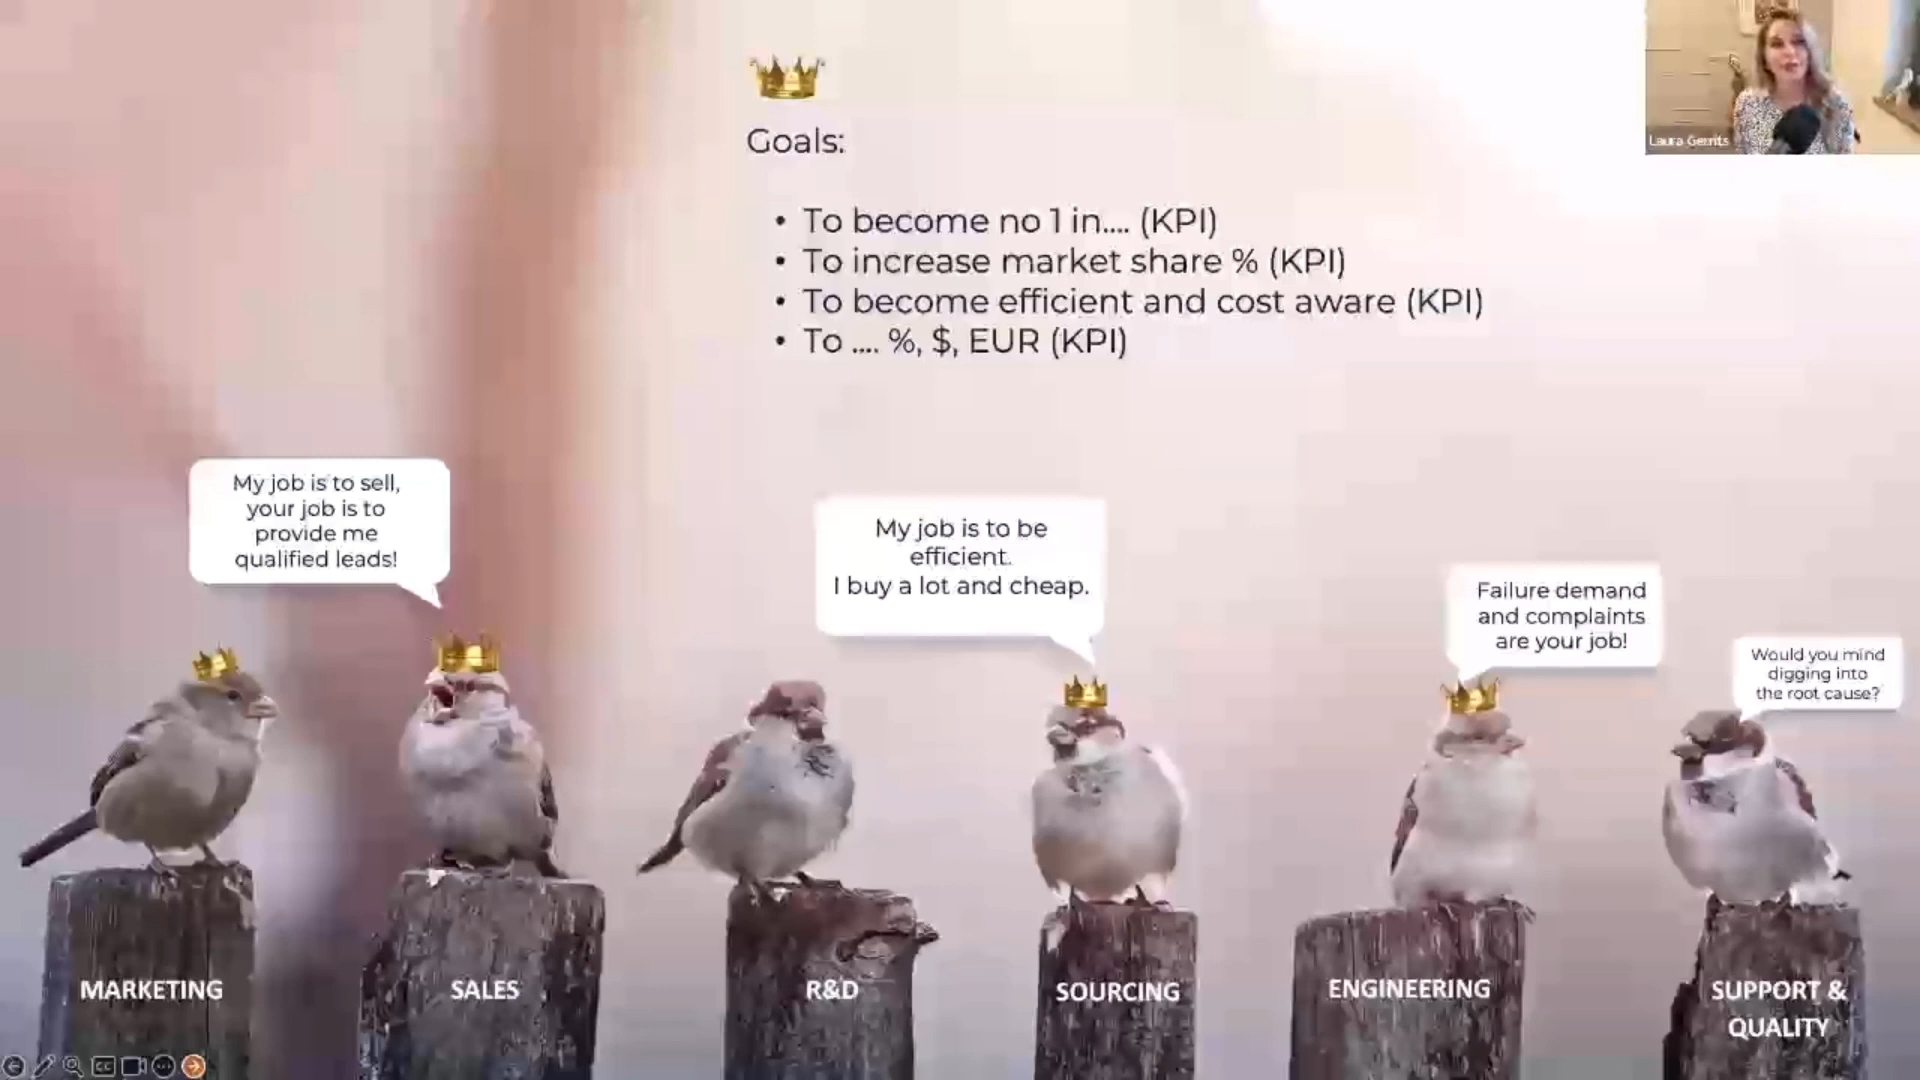 Laura Gerrits
Goals:
• To become no 1 in.... (KPI)
• To increase market share % (KPI)
• To become efficient and cost aware (KPI)
• To .... %, $, EUR (KPI)
My job is to sell,
your job is to
provide me
qualified leads!
My job is to be
efficient.
I buy a lot and cheap.
Failure demand
and complaints
are your job!
Would you mind
digging into
the root cause?
MARKETING
SALES
R&D
SOURCING
ENGINEERING
SUPPORT &
QUALITY
CC